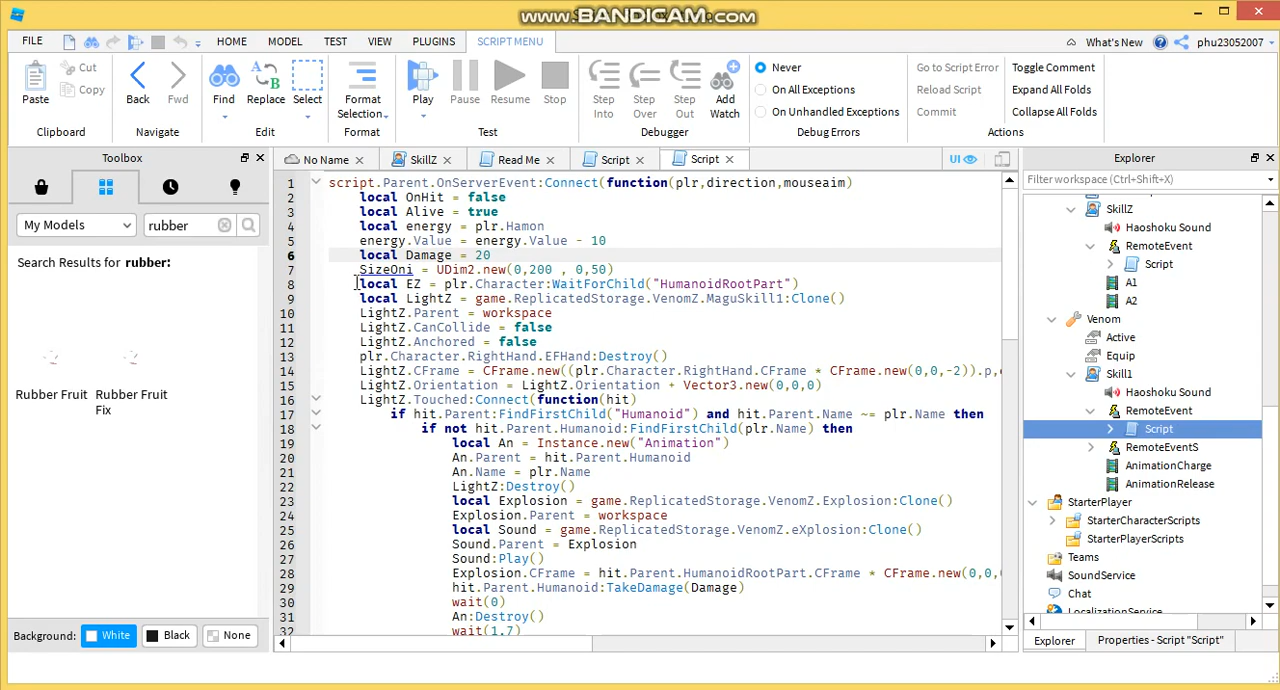 www.BANDICAM.com
FILE HOME MODEL TEST VIEW PLUGINS SCRIPT MENU What's New phu23052007
Paste Cut Copy Back Fwd Find Replace Select Format Selection Play Pause Resume Stop Step Into Step Over Step Out Add Watch
Never
On All Exceptions
On Unhandled Exceptions
Go to Script Error
Reload Script
Commit
Toggle Comment
Expand All Folds
Collapse All Folds
Clipboard Navigate Edit Format Test Debugger Debug Errors Actions
Toolbox
My Models rubber
Search Results for rubber:
Rubber Fruit
Rubber Fruit Fix
Background: White Black None
No Name SkillZ Read Me Script Script UI
1 script.Parent.OnServerEvent:Connect(function(plr,direction,mouseaim)
2 local OnHit = false
3 local Alive = true
4 local energy = plr.Hamon
5 energy.Value = energy.Value - 10
6 local Damage = 20
7 SizeOni = UDim2.new(0,200 , 0,50)
8 local EZ = plr.Character:WaitForChild("HumanoidRootPart")
9 local LightZ = game.ReplicatedStorage.VenomZ.MaguSkill1:Clone()
10 LightZ.Parent = workspace
11 LightZ.CanCollide = false
12 LightZ.Anchored = false
13 plr.Character.RightHand.EFHand:Destroy()
14 LightZ.CFrame = CFrame.new((plr.Character.RightHand.CFrame * CFrame.new(0,0,-2)).p,
15 LightZ.Orientation = LightZ.Orientation + Vector3.new(0,0,0)
16 LightZ.Touched:Connect(function(hit)
17 if hit.Parent:FindFirstChild("Humanoid") and hit.Parent.Name ~= plr.Name then
18 if not hit.Parent.Humanoid:FindFirstChild(plr.Name) then
19 local An = Instance.new("Animation")
20 An.Parent = hit.Parent.Humanoid
21 An.Name = plr.Name
22 LightZ:Destroy()
23 local Explosion = game.ReplicatedStorage.VenomZ.Explosion:Clone()
24 Explosion.Parent = workspace
25 local Sound = game.ReplicatedStorage.VenomZ.eXplosion:Clone()
26 Sound.Parent = Explosion
27 Sound:Play()
28 Explosion.CFrame = hit.Parent.HumanoidRootPart.CFrame * CFrame.new(0,0,
29 hit.Parent.Humanoid:TakeDamage(Damage)
30 wait(0)
31 An:Destroy()
32 wait(1.7)
Explorer
Filter workspace (Ctrl+Shift+X)
SkillZ
Haoshoku Sound
RemoteEvent
Script
A1
A2
Venom
Active
Equip
Skill1
Haoshoku Sound
RemoteEvent
Script
RemoteEventS
AnimationCharge
AnimationRelease
StarterPlayer
StarterCharacterScripts
StarterPlayerScripts
Teams
SoundService
Chat
LocalizationService
Explorer Properties - Script "Script"